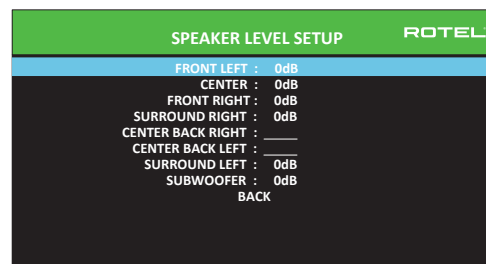 SPEAKER LEVEL SETUP
ROTEL
FRONT LEFT : 0dB
CENTER : 0dB
FRONT RIGHT : 0dB
SURROUND RIGHT : 0dB
CENTER BACK RIGHT : _____
CENTER BACK LEFT : _____
SURROUND LEFT : 0dB
SUBWOOFER : 0dB
BACK